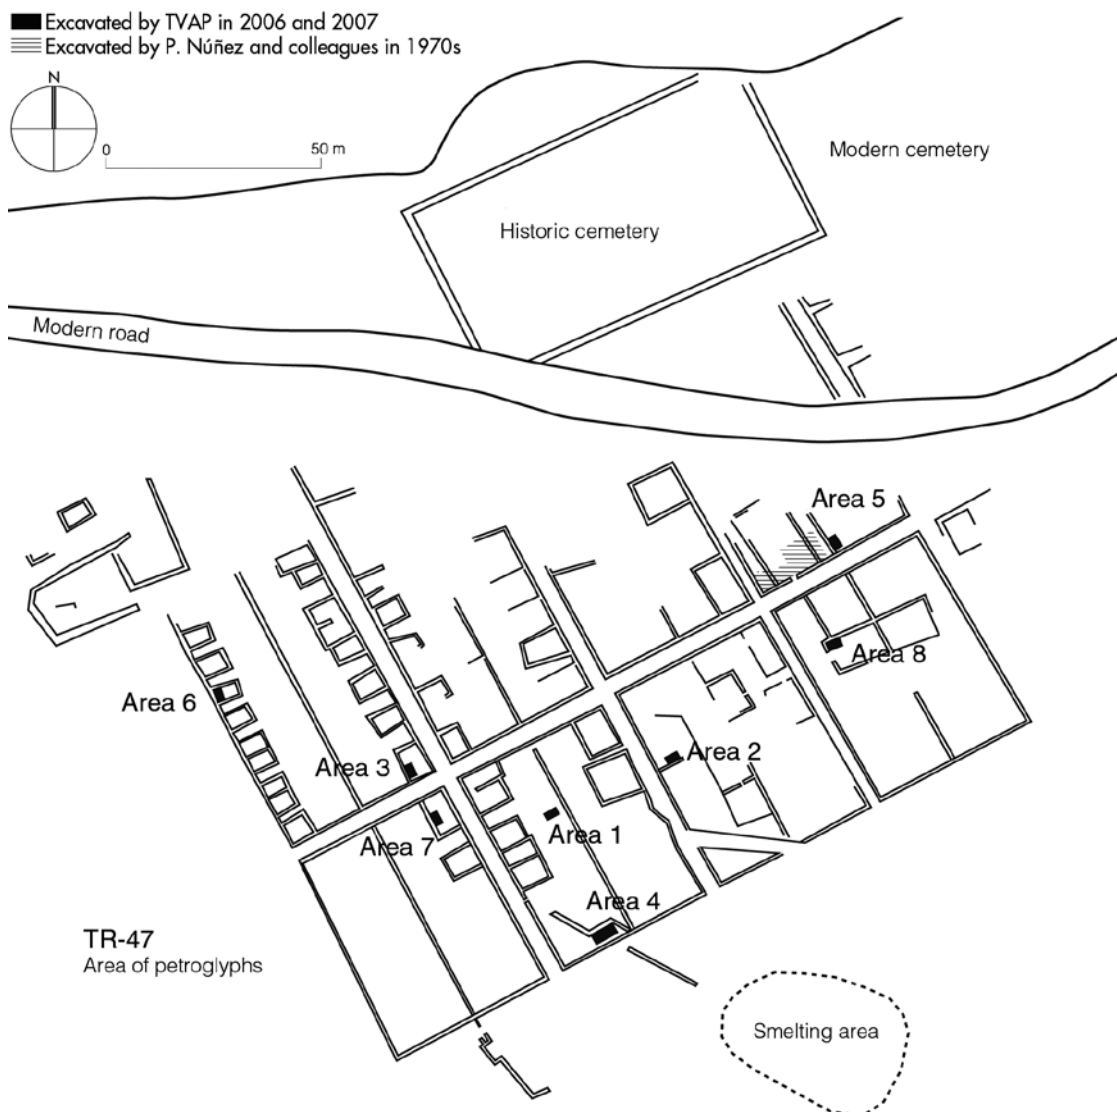 Excavated by TVAP in 2006 and 2007
Excavated by P. Núñez and colleagues in 1970s
N
0 50 m
Modern cemetery
Historic cemetery
Modern road
Area 5
Area 8
Area 6
Area 2
Area 3
Area 1
Area 7
Area 4
TR-47
Area of petroglyphs
Smelting area